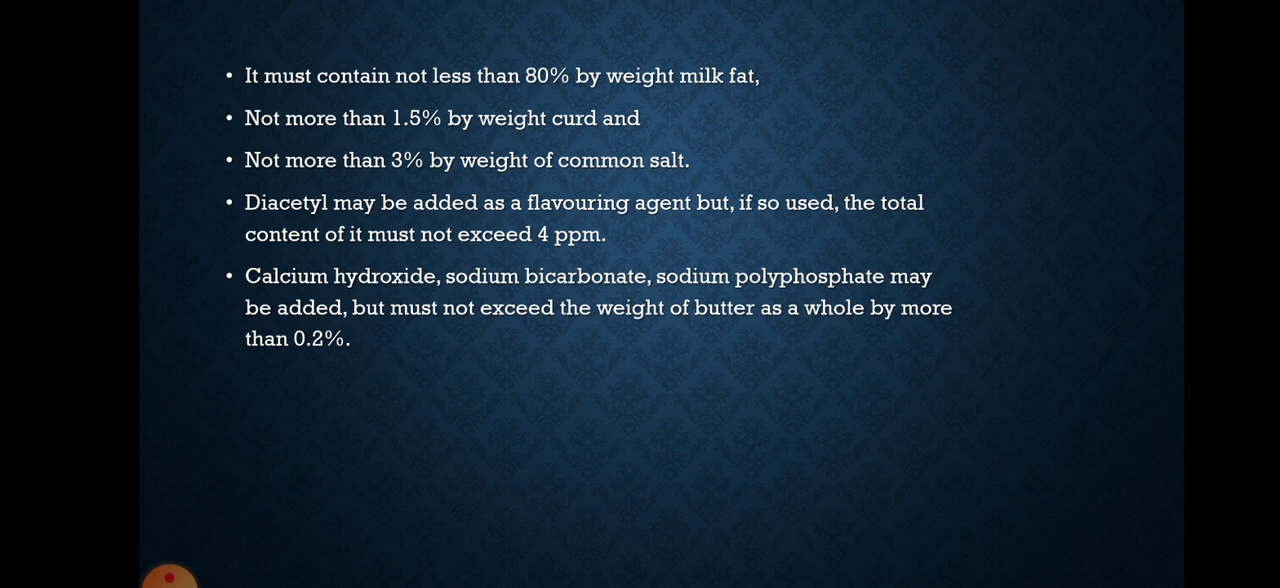 • It must contain not less than 80% by weight milk fat,
• Not more than 1.5% by weight curd and
• Not more than 3% by weight of common salt.
• Diacetyl may be added as a flavouring agent but, if so used, the total
content of it must not exceed 4 ppm.
• Calcium hydroxide, sodium bicarbonate, sodium polyphosphate may
be added, but must not exceed the weight of butter as a whole by more
than 0.2%.